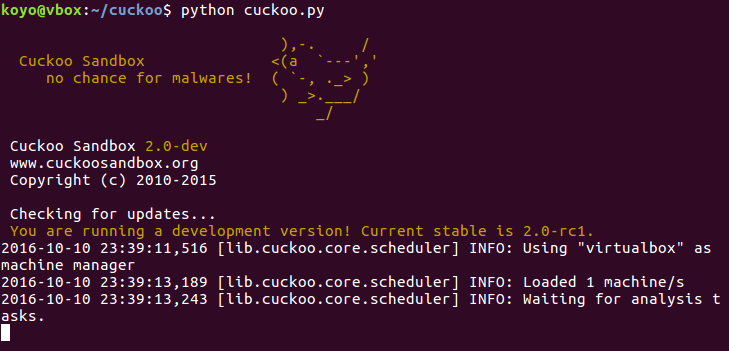 koyo@vbox:~/cuckoo$ python cuckoo.py
                               ),-.     /
  Cuckoo Sandbox              <(a  `---','
     no chance for malwares!  ( `-, ._> )
                               ) _>.___/
                                   _/
 Cuckoo Sandbox 2.0-dev
 www.cuckoosandbox.org
 Copyright (c) 2010-2015
 Checking for updates...
 You are running a development version! Current stable is 2.0-rc1.
2016-10-10 23:39:11,516 [lib.cuckoo.core.scheduler] INFO: Using "virtualbox" as
machine manager
2016-10-10 23:39:13,189 [lib.cuckoo.core.scheduler] INFO: Loaded 1 machine/s
2016-10-10 23:39:13,243 [lib.cuckoo.core.scheduler] INFO: Waiting for analysis t
asks.